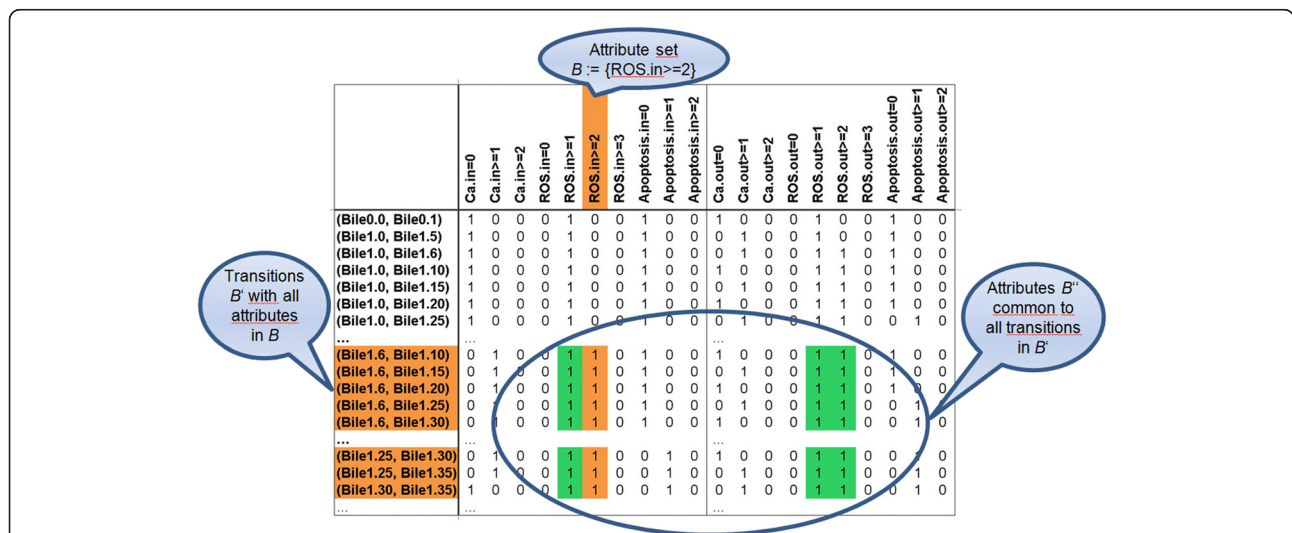 Attribute set
B := {ROS.in>=2}
Ca.in=0
Ca.in>=1
Ca.in>=2
ROS.in=0
ROS.in>=1
ROS.in>=2
ROS.in>=3
Apoptosis.in=0
Apoptosis.in>=1
Apoptosis.in>=2
Ca.out=0
Ca.out>=1
Ca.out>=2
ROS.out=0
ROS.out>=1
ROS.out>=2
ROS.out>=3
Apoptosis.out=0
Apoptosis.out>=1
Apoptosis.out>=2
(Bile0.0, Bile0.1) 1 0 0 0 1 0 0 1 0 0 1 0 0 0 1 0 0 1 0 0
(Bile1.0, Bile1.5) 1 0 0 0 1 0 0 1 0 0 0 1 0 0 1 0 0 1 0 0
(Bile1.0, Bile1.6) 1 0 0 0 1 0 0 1 0 0 0 1 0 0 1 1 0 1 0 0
(Bile1.0, Bile1.10) 1 0 0 0 1 0 0 1 0 0 1 0 0 0 1 1 0 1 0 0
(Bile1.0, Bile1.15) 1 0 0 0 1 0 0 1 0 0 0 1 0 0 1 1 0 1 0 0
(Bile1.0, Bile1.20) 1 0 0 0 1 0 0 1 0 0 1 0 0 0 1 1 0 1 0 0
(Bile1.0, Bile1.25) 1 0 0 0 1 0 0 1 0 0 0 1 0 0 1 1 0 0 1 0
... ... ...
(Bile1.6, Bile1.10) 0 1 0 0 1 1 0 1 0 0 1 0 0 0 1 1 0 1 0 0
(Bile1.6, Bile1.15) 0 1 0 0 1 1 0 1 0 0 0 1 0 0 1 1 0 1 0 0
(Bile1.6, Bile1.20) 0 1 0 0 1 1 0 1 0 0 1 0 0 0 1 1 0 1 0 0
(Bile1.6, Bile1.25) 0 1 0 0 1 1 0 1 0 0 0 1 0 0 1 1 0 0 1 0
(Bile1.6, Bile1.30) 0 1 0 0 1 1 0 1 0 0 1 0 0 0 1 1 0 0 1 0
... ... ...
(Bile1.25, Bile1.30) 0 1 0 0 1 1 0 0 1 0 1 0 0 0 1 1 0 0 1 0
(Bile1.25, Bile1.35) 0 1 0 0 1 1 0 0 1 0 0 1 0 0 1 1 0 0 1 0
(Bile1.30, Bile1.35) 1 0 0 0 1 1 0 0 1 0 0 1 0 0 1 1 0 0 1 0
... ... ...
Transitions
B‘ with all
attributes
in B
Attributes B‘‘
common to
all transitions
in B‘